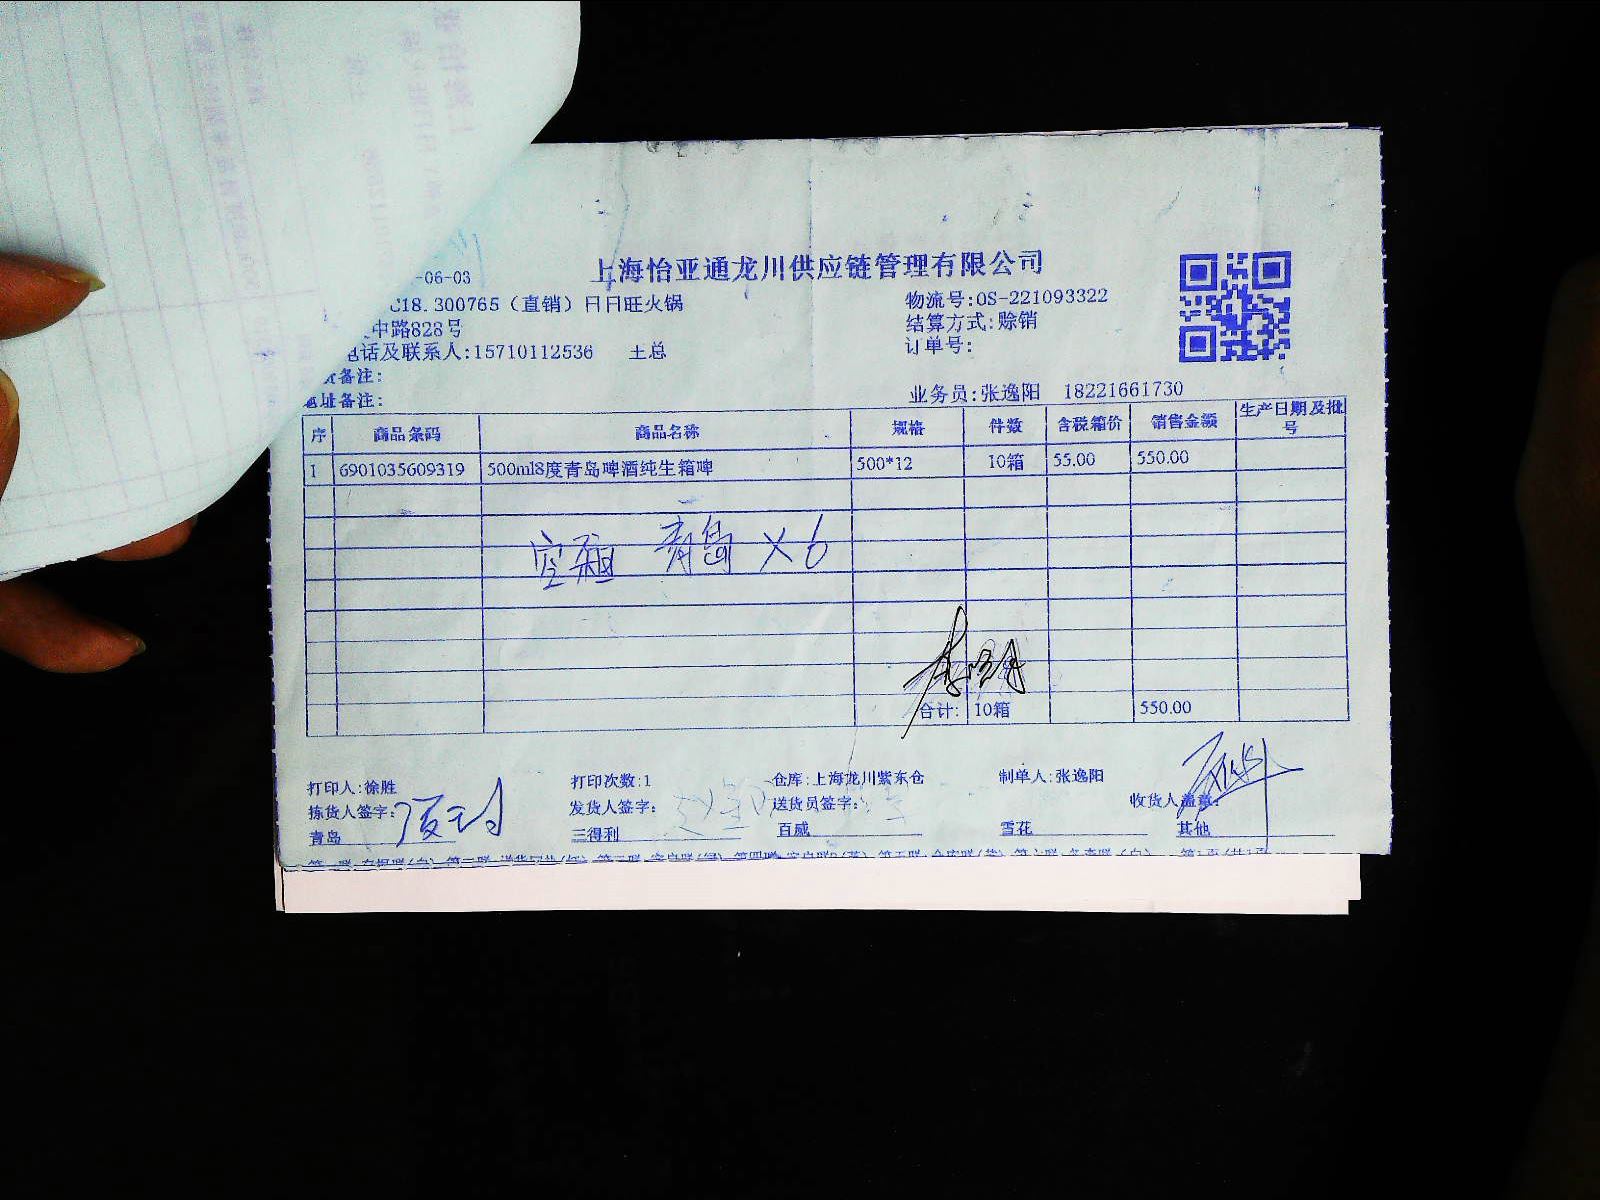 上海怡亚通龙川供应链管理有限公司
-06-03
C18.300765（直销）日日旺火锅
物流号:OS-221093322
中路828号
结算方式:赊销
电话及联系人:15710112536 王总
订单号:
备注:
地址备注:
业务员:张逸阳 18221661730
序 商品条码 商品名称 规格 件数 含税箱价 销售金额 生产日期及批号
1 6901035609319 500ml8度青岛啤酒纯生箱啤 500*12 10箱 55.00 550.00
空 青岛 X6
合计: 10箱 550.00
打印人:徐胜 打印次数:1 仓库:上海龙川紫东仓 制单人:张逸阳
拣货人签字: 发货人签字: 送货员签字: 收货人盖章:
青岛 三得利 百威 雪花 其他